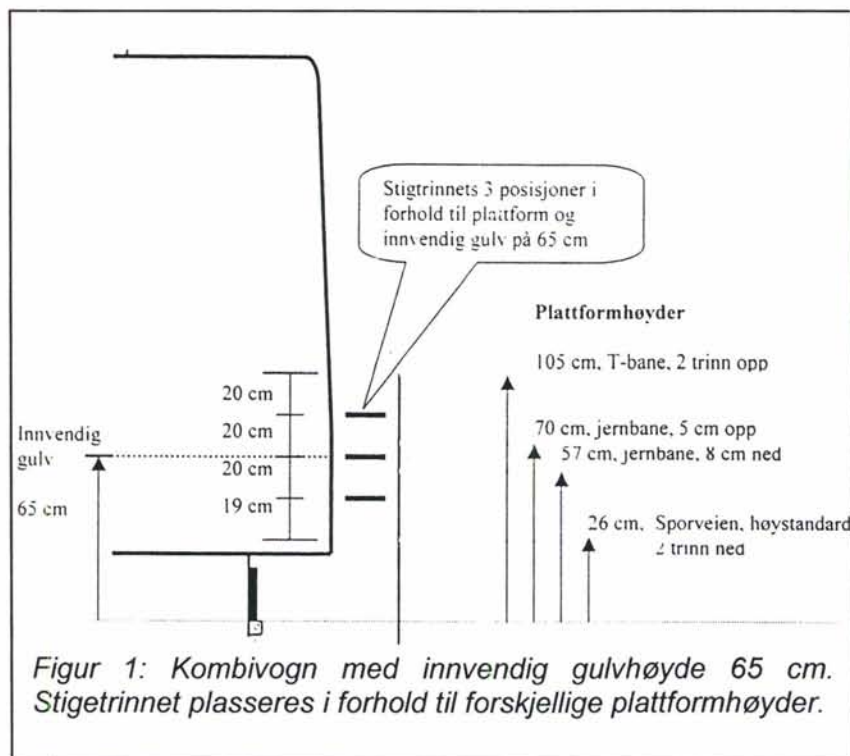 Stigtrinnets 3 posisjoner i
forhold til plattform og
innvendig gulv på 65 cm
Plattformhøyder
105 cm, T-bane, 2 trinn opp
20 cm
20 cm
70 cm, jernbane, 5 cm opp
Innvendig
gulv
57 cm, jernbane, 8 cm ned
20 cm
65 cm
19 cm
26 cm, Sporveien, høystandard
2 trinn ned
Figur 1: Kombivogn med innvendig gulvhøyde 65 cm.
Stigetrinnet plasseres i forhold til forskjellige plattformhøyder.